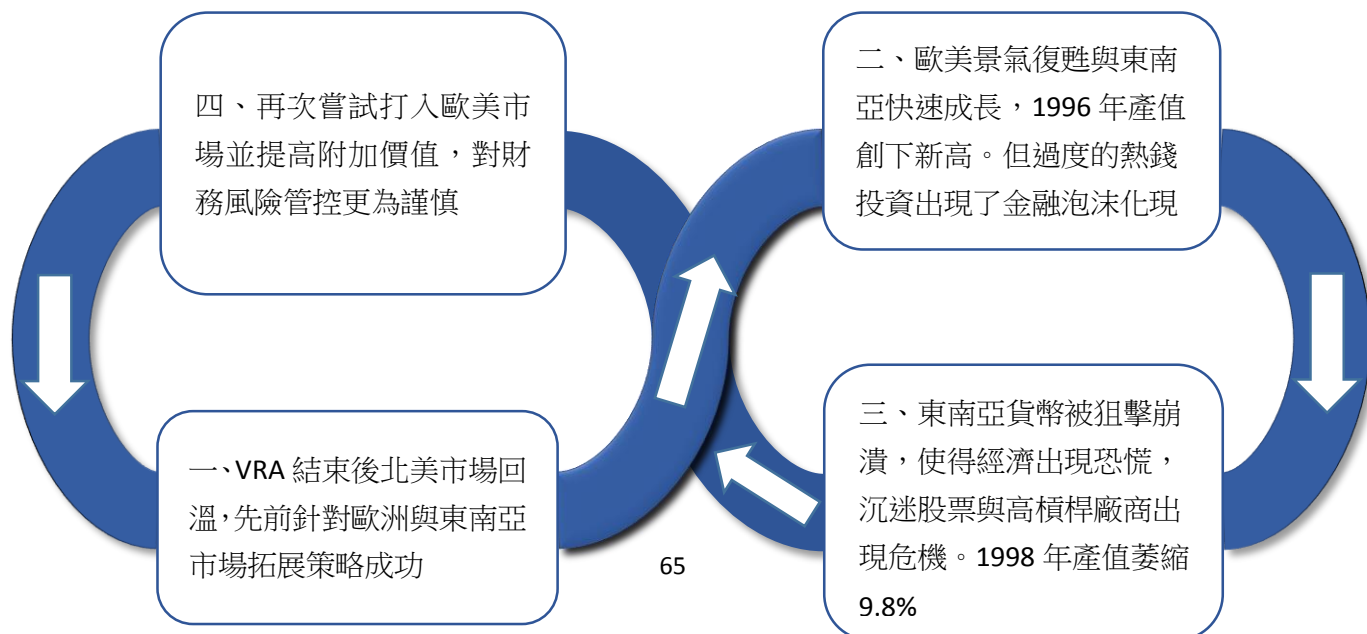 四、再次嘗試打入歐美市
場並提高附加價值，對財
務風險管控更為謹慎
二、歐美景氣復甦與東南
亞快速成長，1996 年產值
創下新高。但過度的熱錢
投資出現了金融泡沫化現
一、VRA 結束後北美市場回
溫，先前針對歐洲與東南亞
市場拓展策略成功
三、東南亞貨幣被狙擊崩
潰，使得經濟出現恐慌，
沉迷股票與高槓桿廠商出
現危機。1998 年產值萎縮
9.8%
65